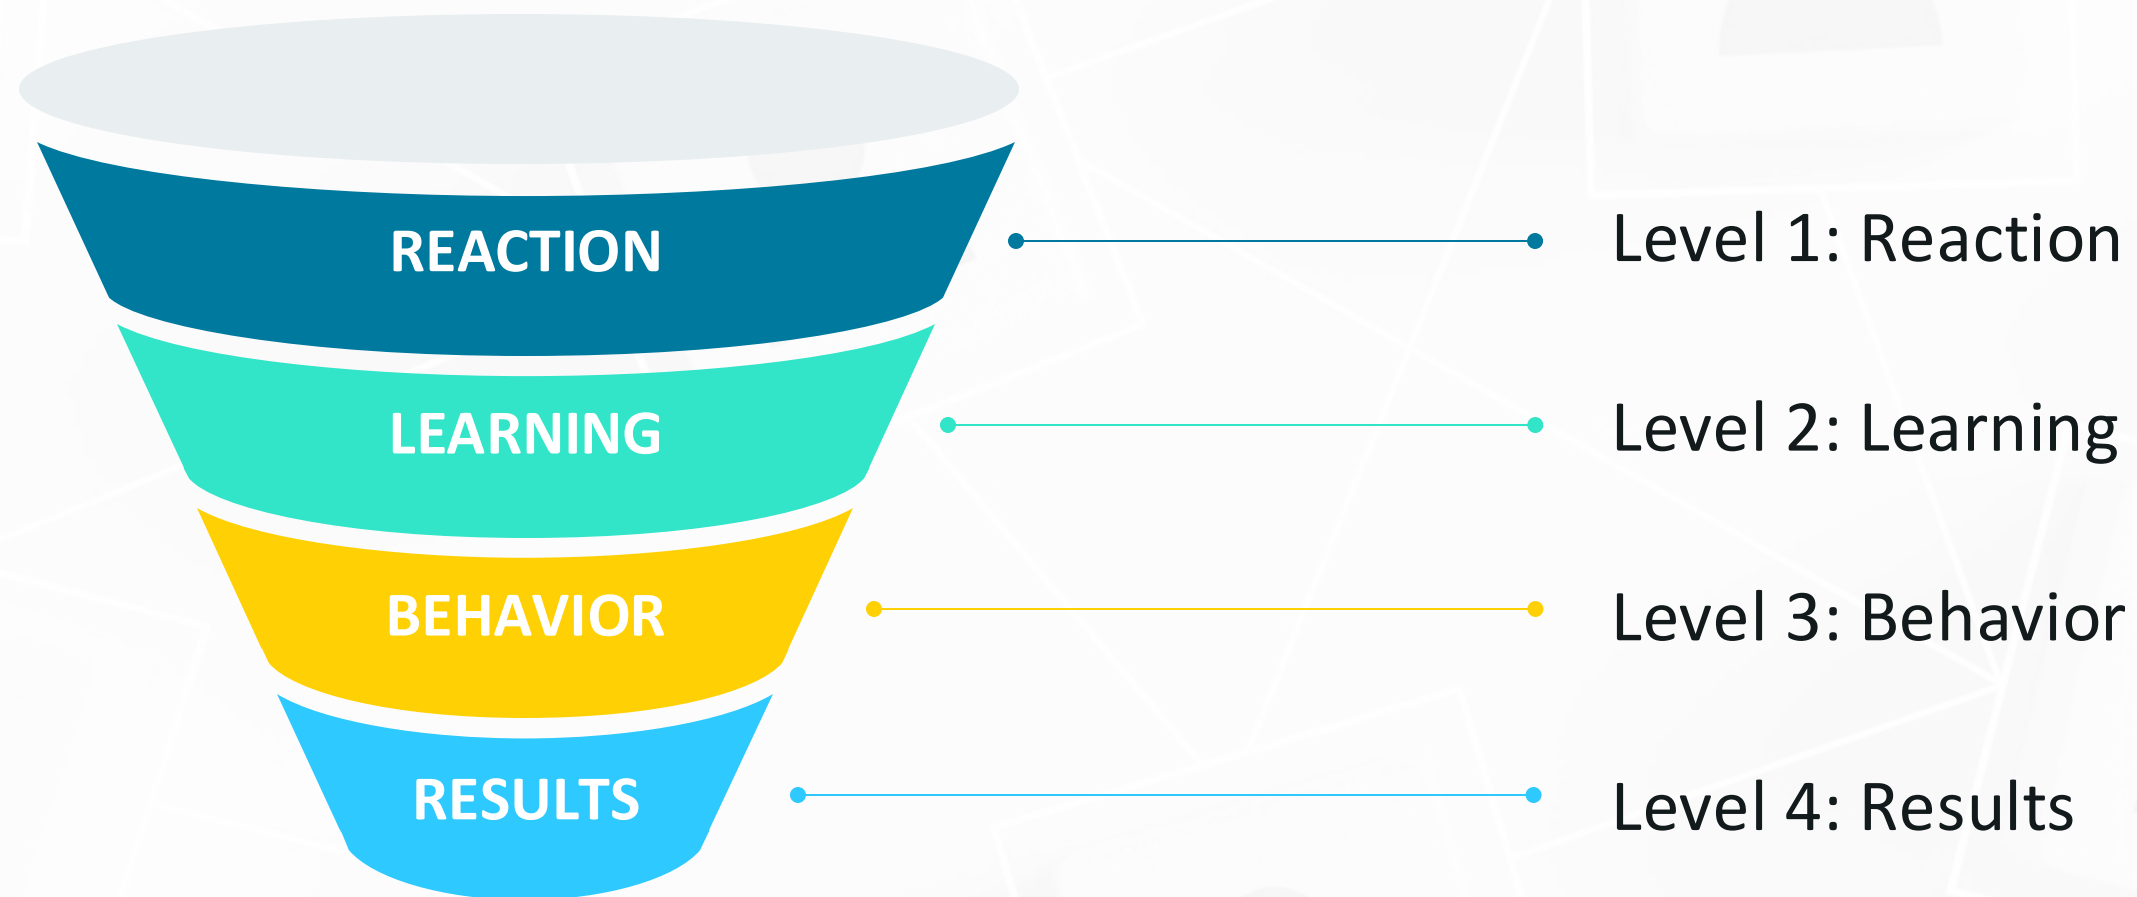 REACTION
Level 1: Reaction
LEARNING
Level 2: Learning
BEHAVIOR
Level 3: Behavior
RESULTS
Level 4: Results